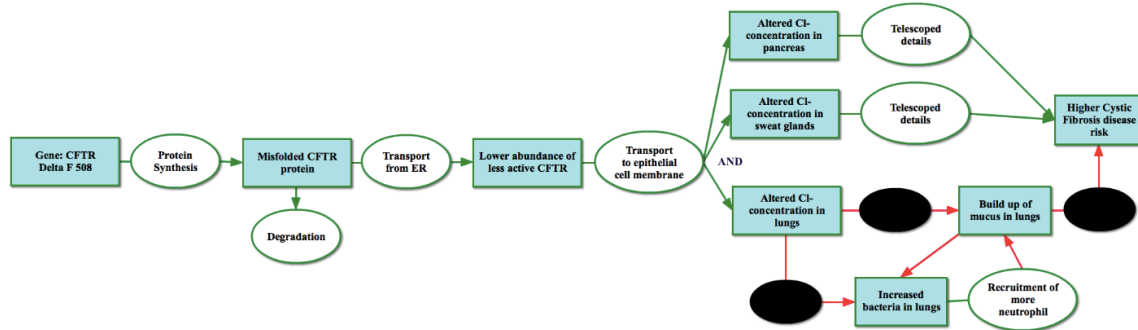 Gene: CFTR
Delta F 508
Protein
Synthesis
Misfolded CFTR
protein
Degradation
Transport
from ER
Lower abundance of
less active CFTR
Transport
to epithelial
cell membrane
AND
Altered Cl-
concentration in
pancreas
Telescoped
details
Altered Cl-
concentration in
sweat glands
Telescoped
details
Higher Cystic
Fibrosis disease
risk
Altered Cl-
concentration in
lungs
Build up of
mucus in lungs
Increased
bacteria in lungs
Recruitment of
more
neutrophil